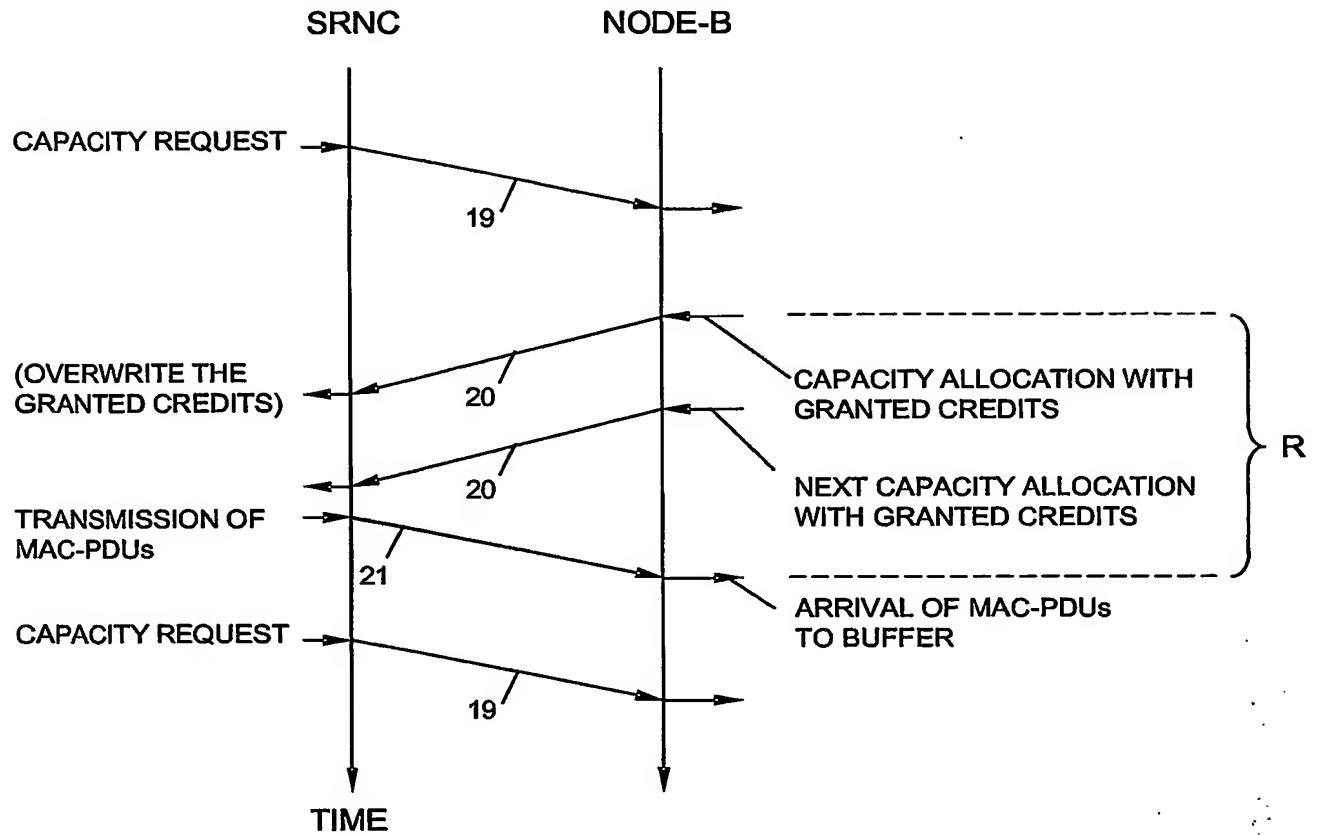 SRNC
NODE-B
CAPACITY REQUEST
19
(OVERWRITE THE
GRANTED CREDITS)
20
CAPACITY ALLOCATION WITH
GRANTED CREDITS
R
20
NEXT CAPACITY ALLOCATION
WITH GRANTED CREDITS
TRANSMISSION OF
MAC-PDUs
21
ARRIVAL OF MAC-PDUs
TO BUFFER
CAPACITY REQUEST
19
TIME